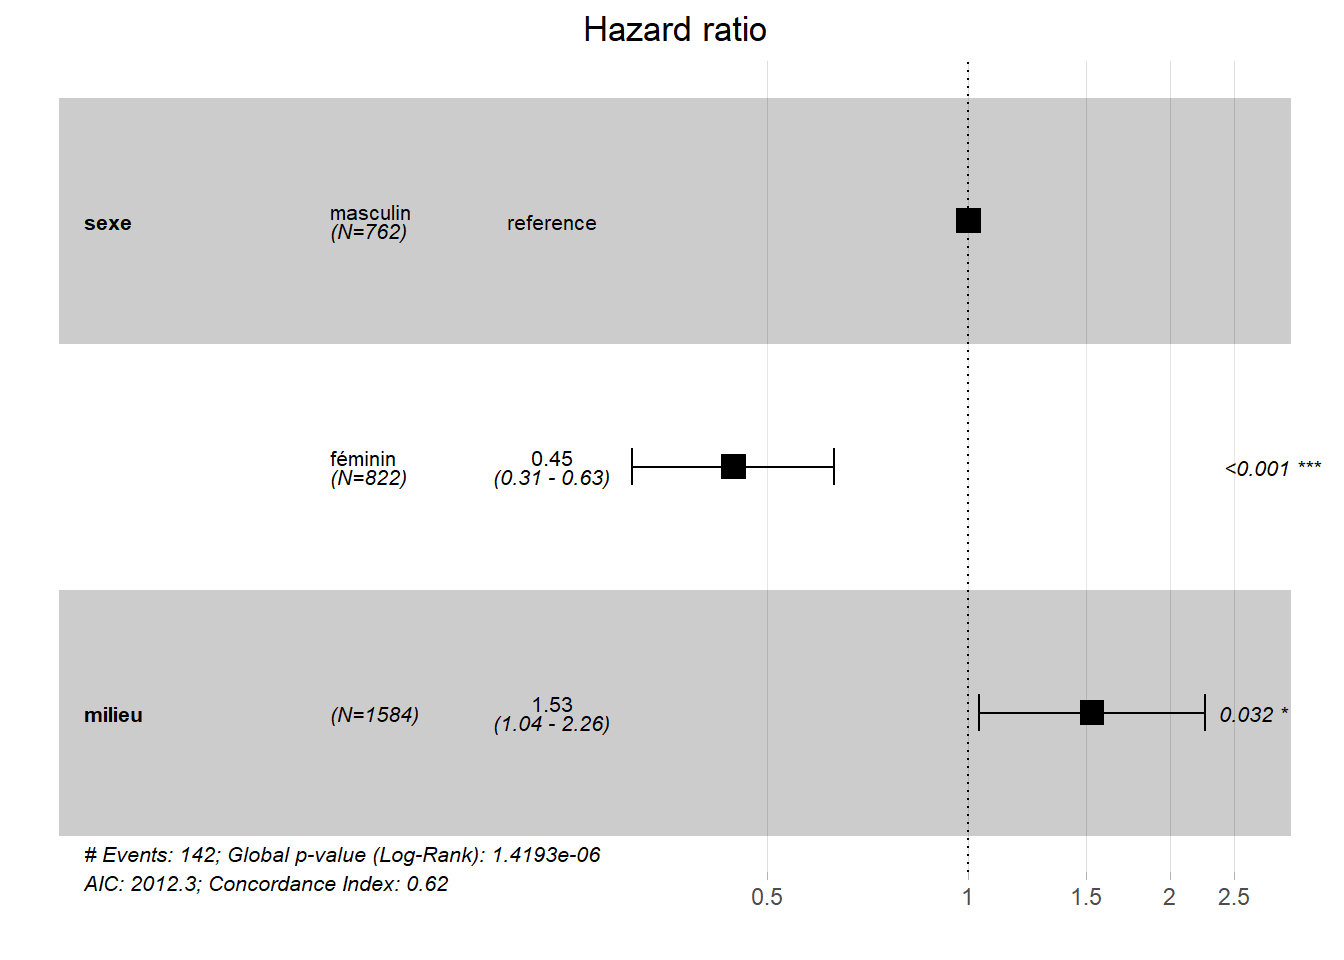 Hazard ratio
sexe
masculin
(N=762)
reference
féminin
(N=822)
0.45
(0.31 - 0.63)
<0.001 ***
milieu
(N=1584)
1.53
(1.04 - 2.26)
0.032 *
# Events: 142; Global p-value (Log-Rank): 1.4193e-06
AIC: 2012.3; Concordance Index: 0.62
0.5 1 1.5 2 2.5